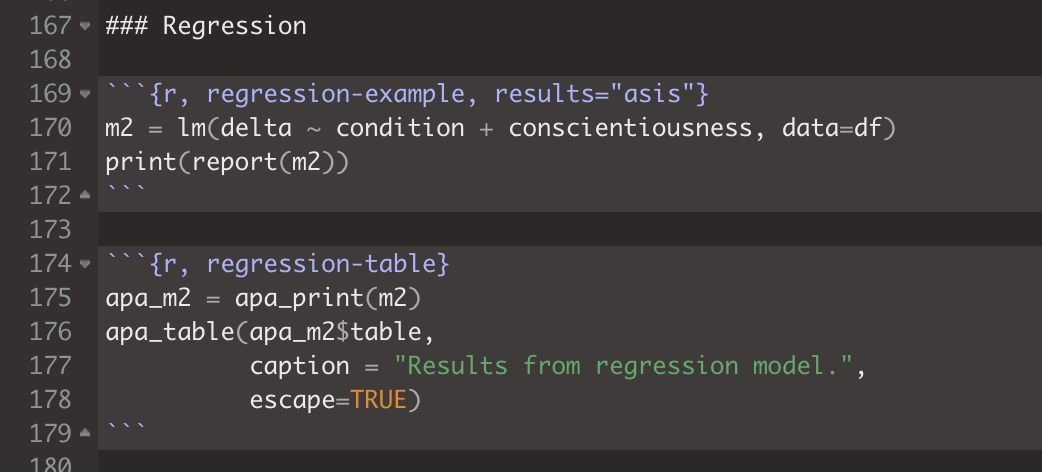 167 ### Regression
168
169 ```{r, regression-example, results="asis"}
170 m2 = lm(delta ~ condition + conscientiousness, data=df)
171 print(report(m2))
172 ```
173
174 ```{r, regression-table}
175 apa_m2 = apa_print(m2)
176 apa_table(apa_m2$table,
177           caption = "Results from regression model.",
178           escape=TRUE)
179 ```
180